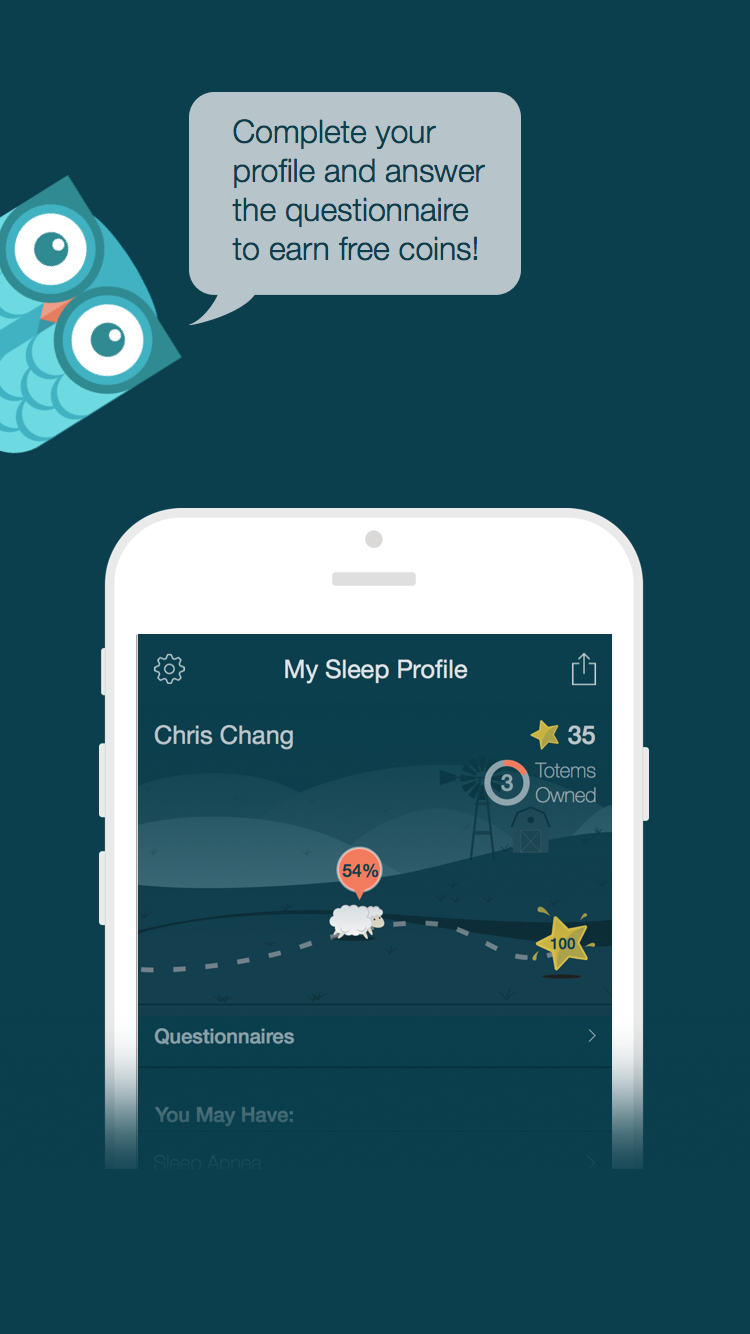 Complete your
profile and answer
the questionnaire
to earn free coins!
My Sleep Profile
Chris Chang
35
3
Totems
Owned
54%
100
Questionnaires
You May Have:
Sleep Apnea